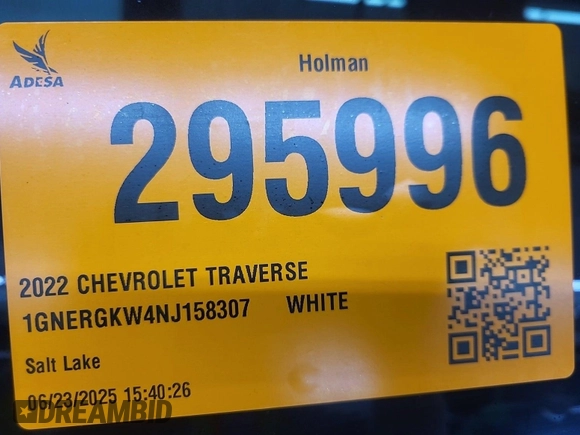 ADESA
Holman
295996
2022 CHEVROLET TRAVERSE
1GNERGKW4NJ158307 WHITE
Salt Lake
06/23/2025 15:40:26
DREAMBID